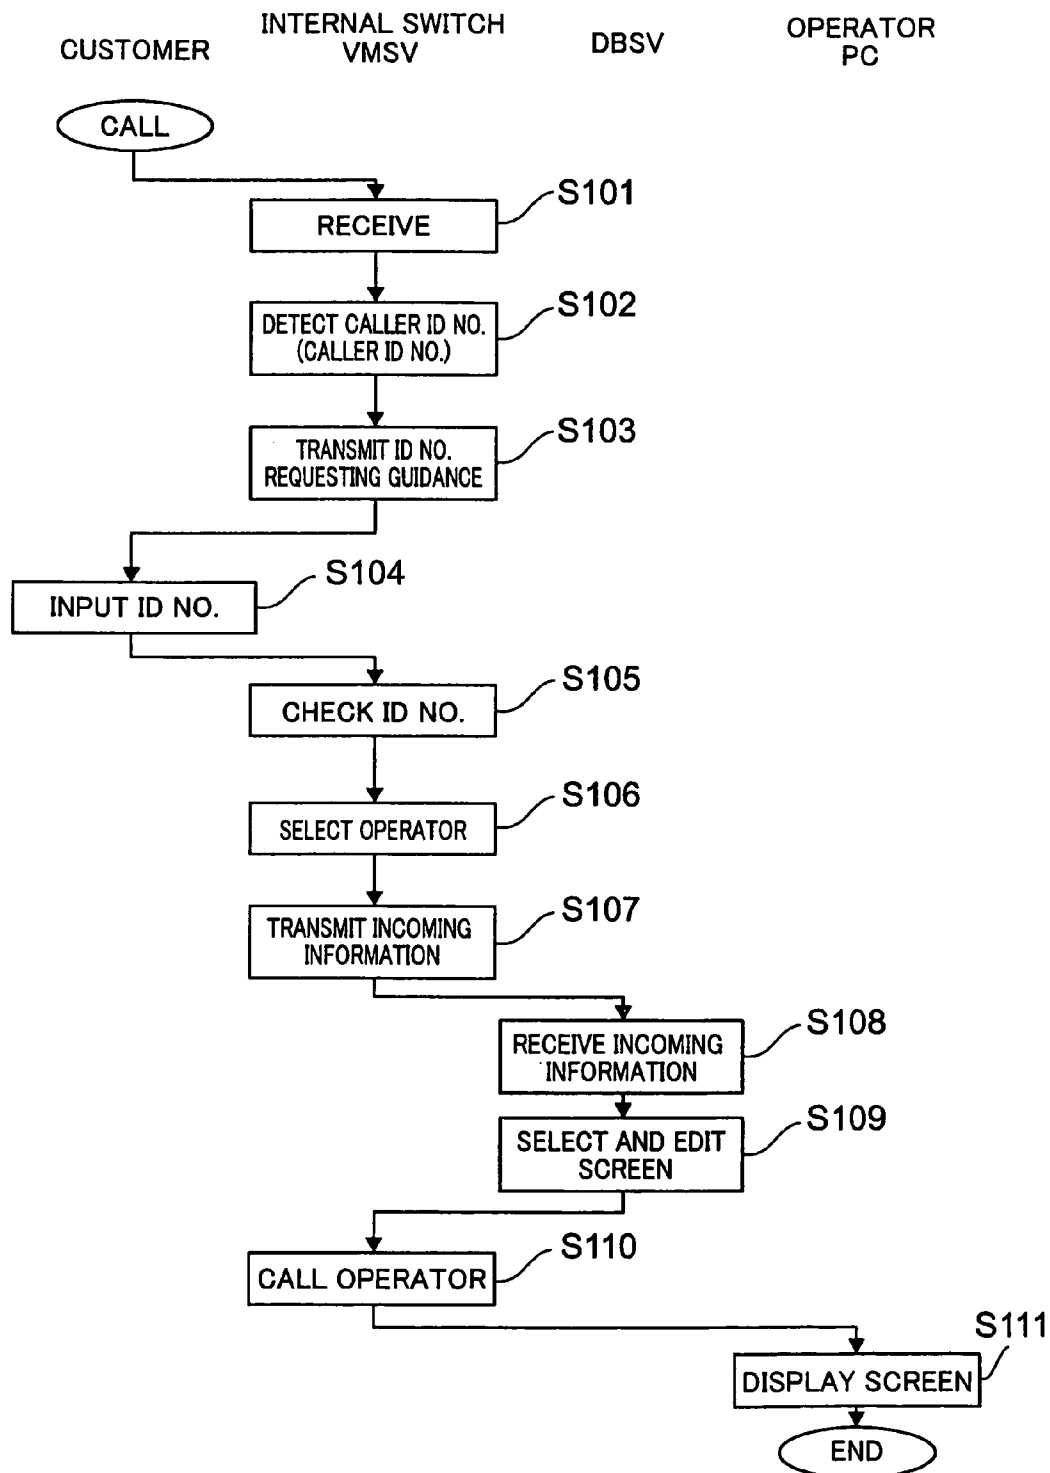 CUSTOMER
INTERNAL SWITCH
VMSV
DBSV
OPERATOR
PC
CALL
S101
RECEIVE
S102
DETECT CALLER ID NO.
(CALLER ID NO.)
S103
TRANSMIT ID NO.
REQUESTING GUIDANCE
S104
INPUT ID NO.
S105
CHECK ID NO.
S106
SELECT OPERATOR
S107
TRANSMIT INCOMING
INFORMATION
S108
RECEIVE INCOMING
INFORMATION
S109
SELECT AND EDIT
SCREEN
S110
CALL OPERATOR
S111
DISPLAY SCREEN
END